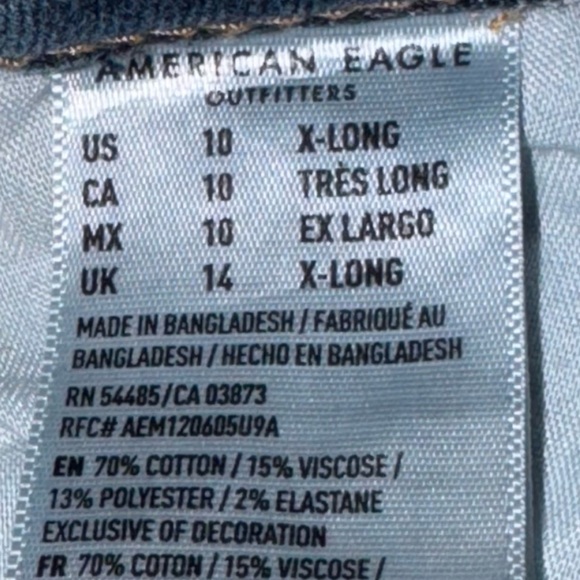 AMERICAN EAGLE
OUTFITTERS
US 10 X-LONG
CA 10 TRÈS LONG
MX 10 EX LARGO
UK 14 X-LONG
MADE IN BANGLADESH / FABRIQUÉ AU
BANGLADESH / HECHO EN BANGLADESH
RN 54485/CA 03873
RFC# AEM120605U9A
EN 70% COTTON / 15% VISCOSE /
13% POLYESTER / 2% ELASTANE
EXCLUSIVE OF DECORATION
FR 70% COTON / 15% VISCOSE /